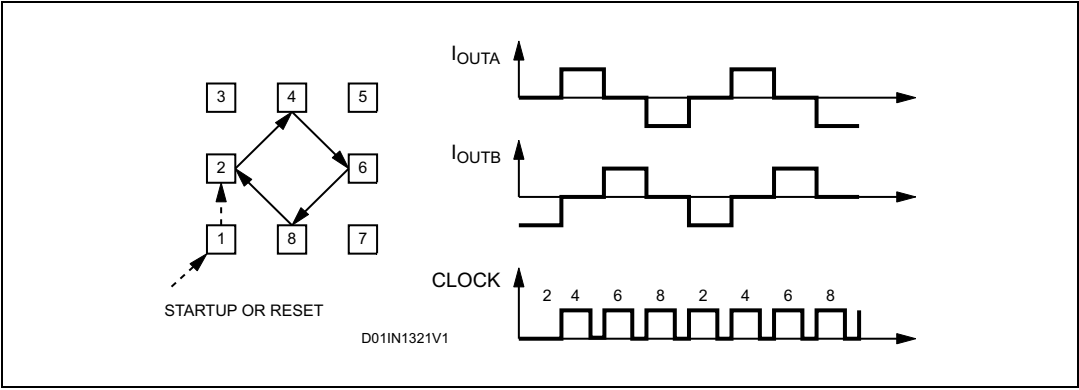 3 4 5
2 6
1 8 7
STARTUP OR RESET
D01IN1321V1
IOUTA
IOUTB
CLOCK
2 4 6 8 2 4 6 8